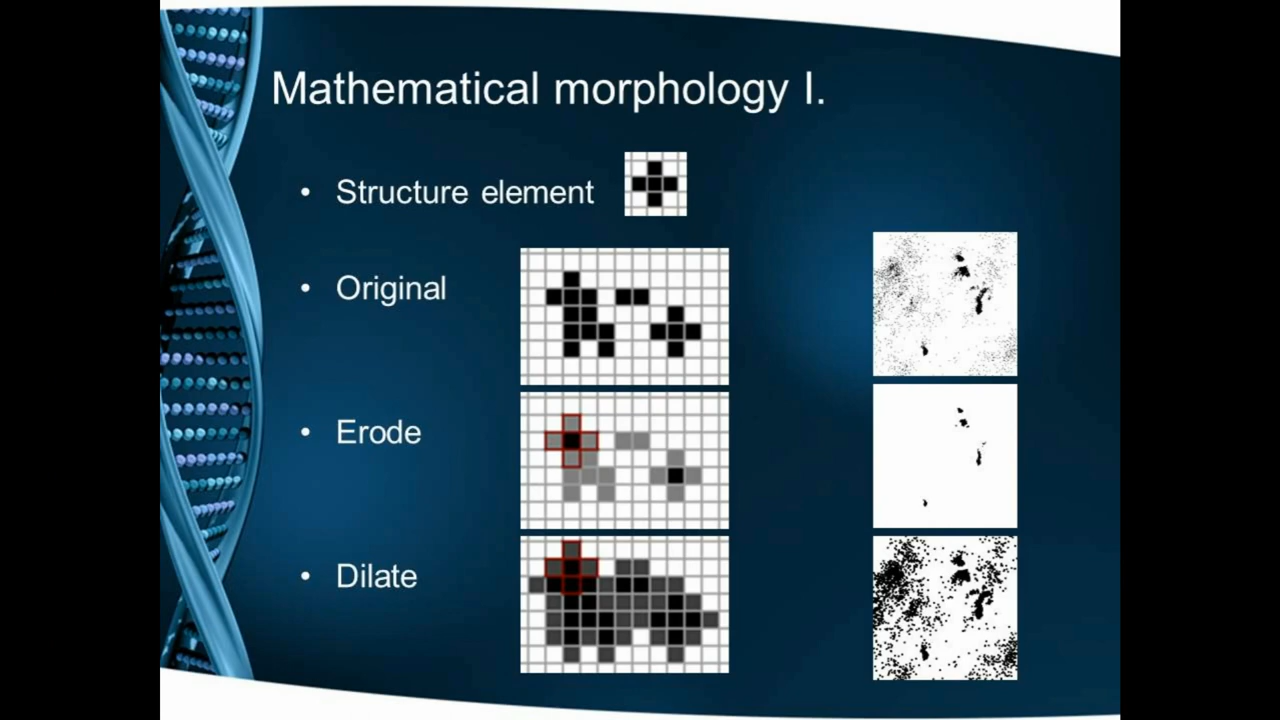 Mathematical morphology I.
• Structure element
• Original
• Erode
• Dilate